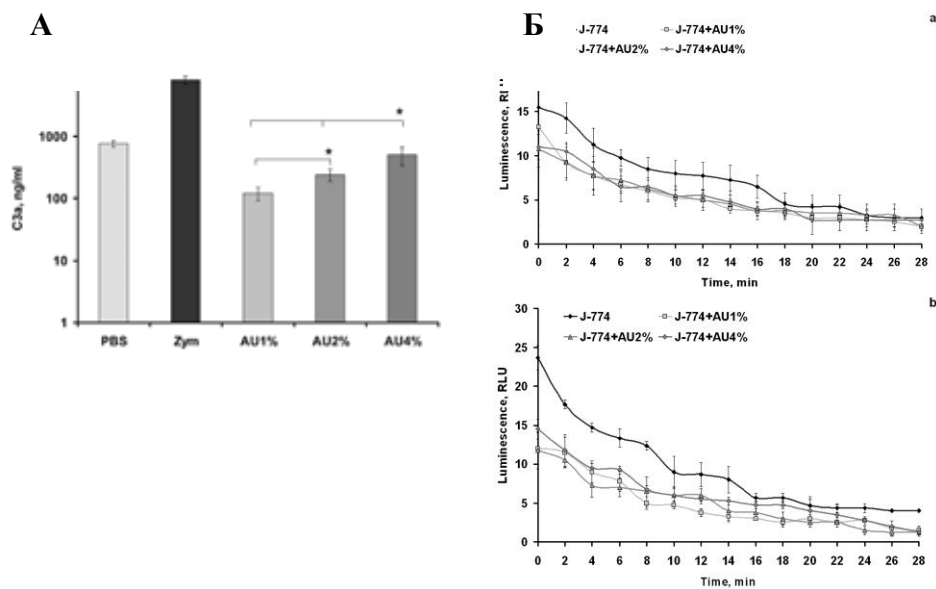 А
C3a, ng/ml
1000
100
10
1
PBS Zym AU1% AU2% AU4%
* *
Б
a
J-774 J-774+AU1%
J-774+AU2% J-774+AU4%
Luminescence,
15
10
5
0
0 2 4 6 8 10 12 14 16 18 20 22 24 26 28
Time, min
b
30
25
20
15
10
5
0
J-774 J-774+AU1%
J-774+AU2% J-774+AU4%
Luminescence, RLU
0 2 4 6 8 10 12 14 16 18 20 22 24 26 28
Time, min